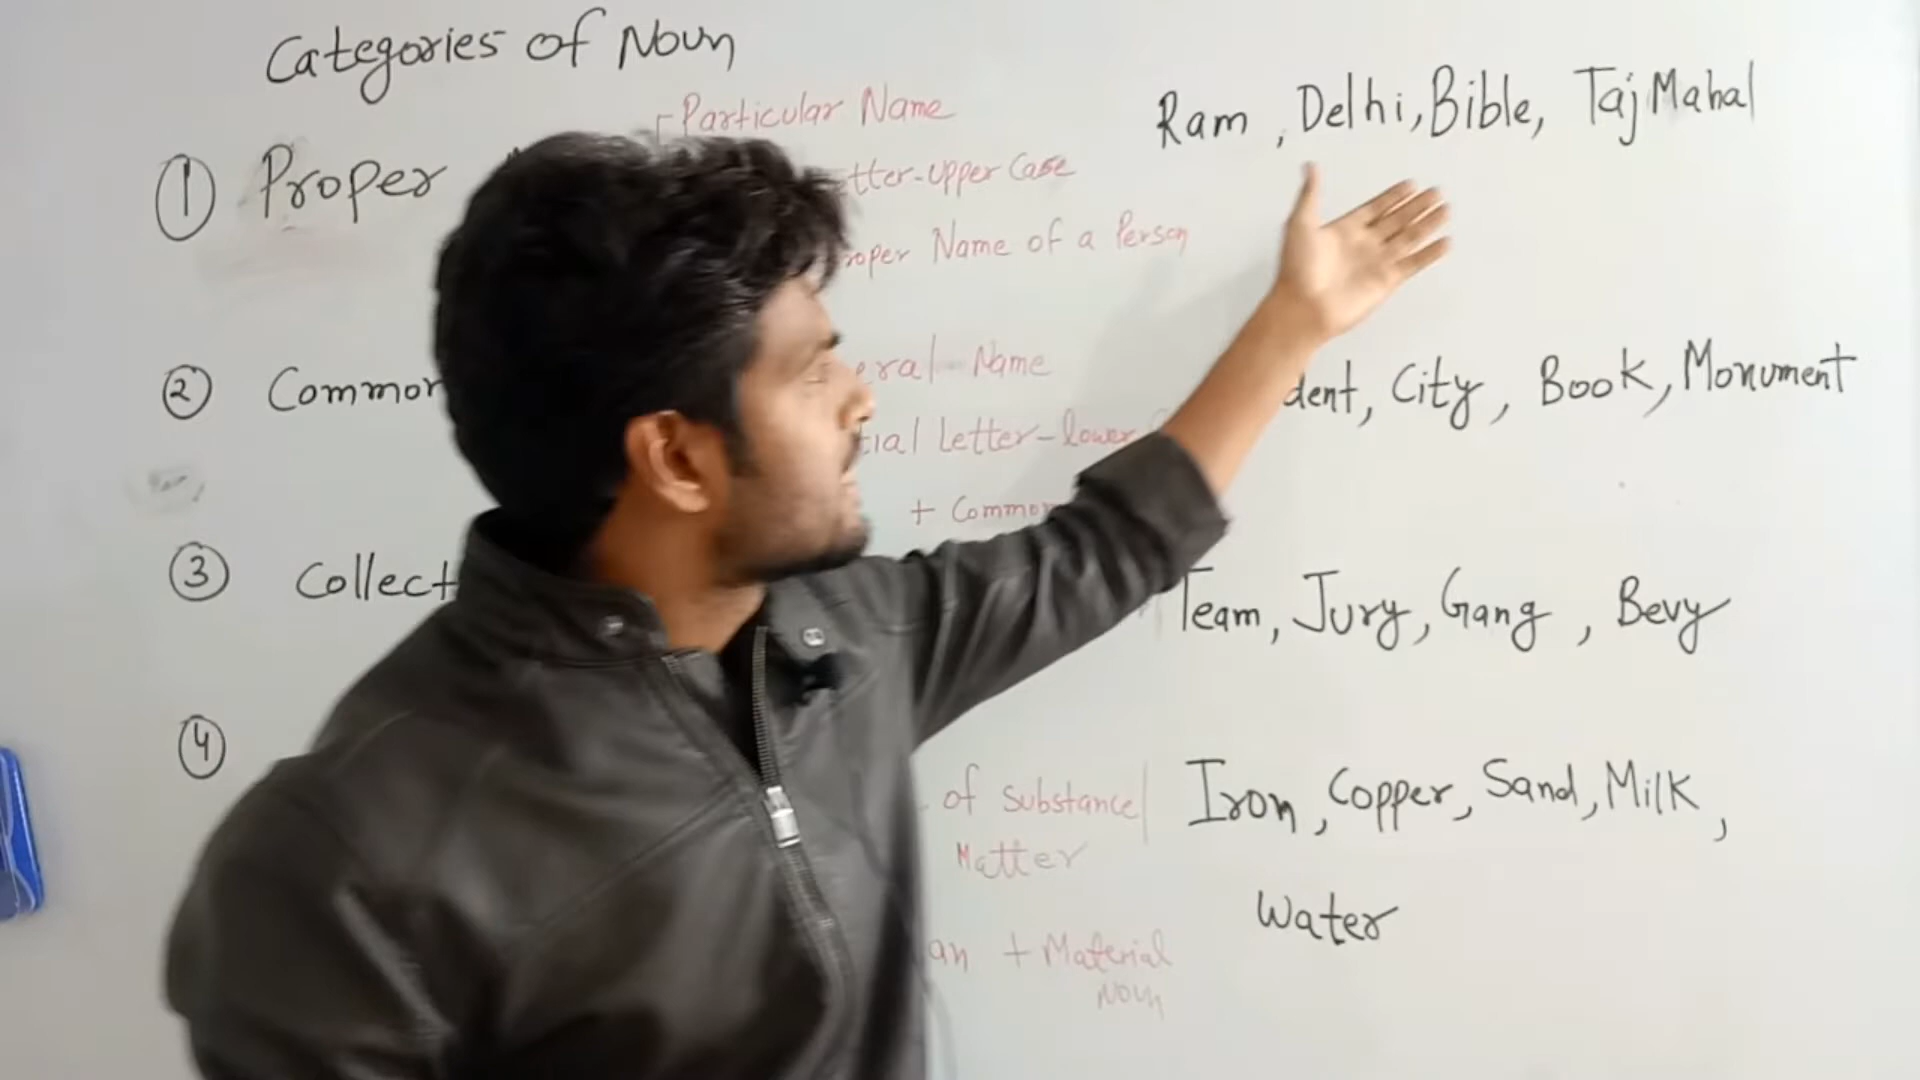 Categories of Noun
Particular Name
Ram, Delhi, Bible, Taj Mahal
1 Proper
tter-upper Case
roper Name of a Person
2 Common
eral Name
dent, City, Book, Monument
tial Letter-lower
+ Common
3 Collect
Team, Jury, Gang, Bevy
4
of Substance/
Matter
Iron, Copper, Sand, Milk,
Water
an + Material
Noun